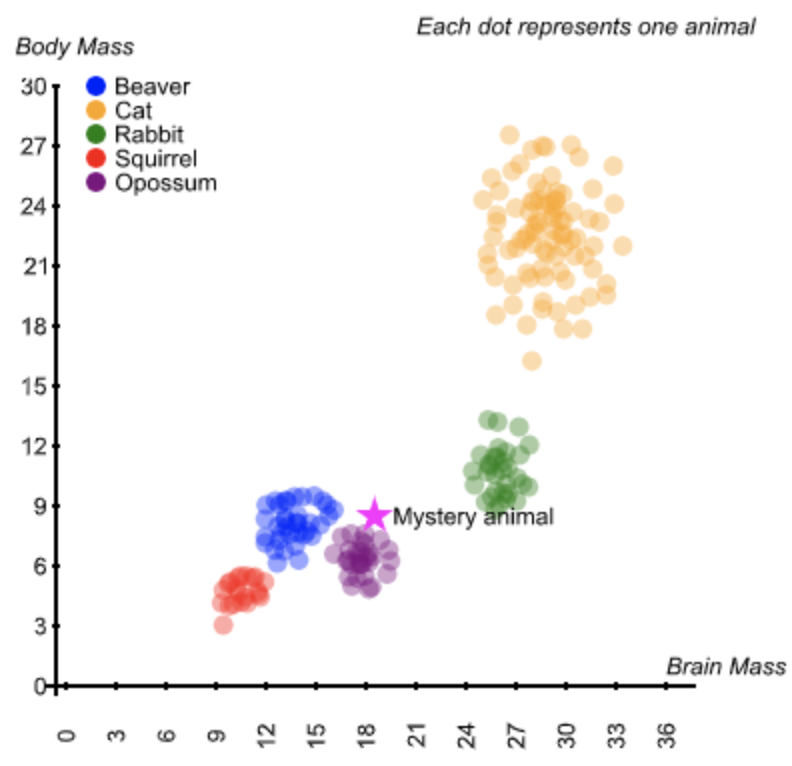 Each dot represents one animal
Body Mass
30
Beaver
Cat
27
Rabbit
Squirrel
Opossum
24
21
18
15
12
9
Mystery animal
6
3
Brain Mass
0
0 3 6 9 12 15 18 21 24 27 30 33 36